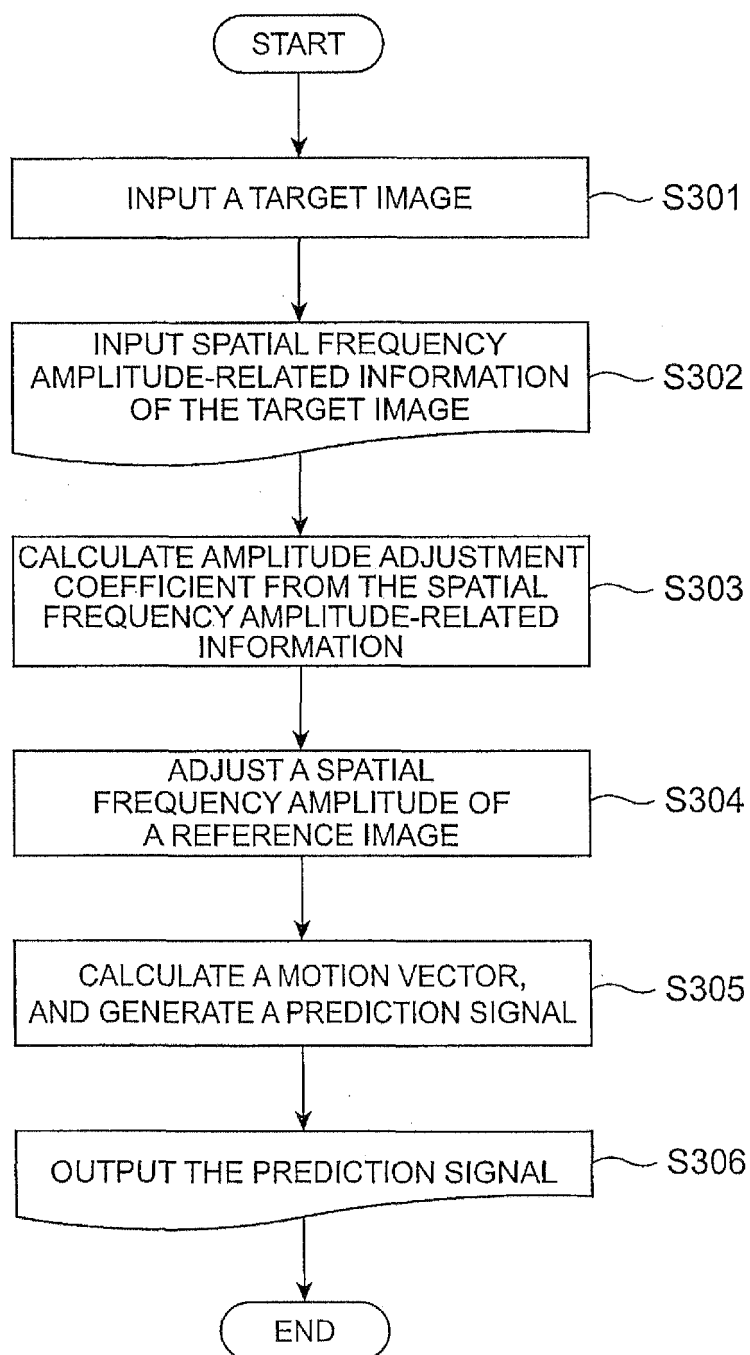 START
INPUT A TARGET IMAGE
S301
INPUT SPATIAL FREQUENCY
AMPLITUDE-RELATED INFORMATION
OF THE TARGET IMAGE
S302
CALCULATE AMPLITUDE ADJUSTMENT
COEFFICIENT FROM THE SPATIAL
FREQUENCY AMPLITUDE-RELATED
INFORMATION
S303
ADJUST A SPATIAL
FREQUENCY AMPLITUDE OF
A REFERENCE IMAGE
S304
CALCULATE A MOTION VECTOR,
AND GENERATE A PREDICTION SIGNAL
S305
OUTPUT THE PREDICTION SIGNAL
S306
END